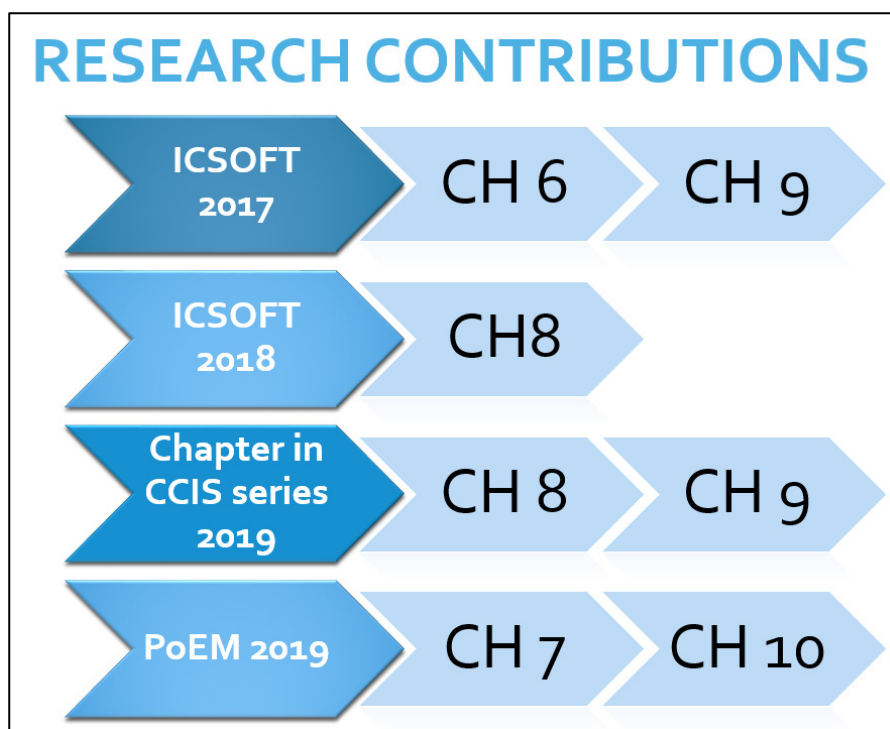 RESEARCH CONTRIBUTIONS
ICSOFT
2017
CH 6
CH 9
ICSOFT
2018
CH8
Chapter in
CCIS series
2019
CH 8
CH 9
PoEM 2019
CH 7
CH 10